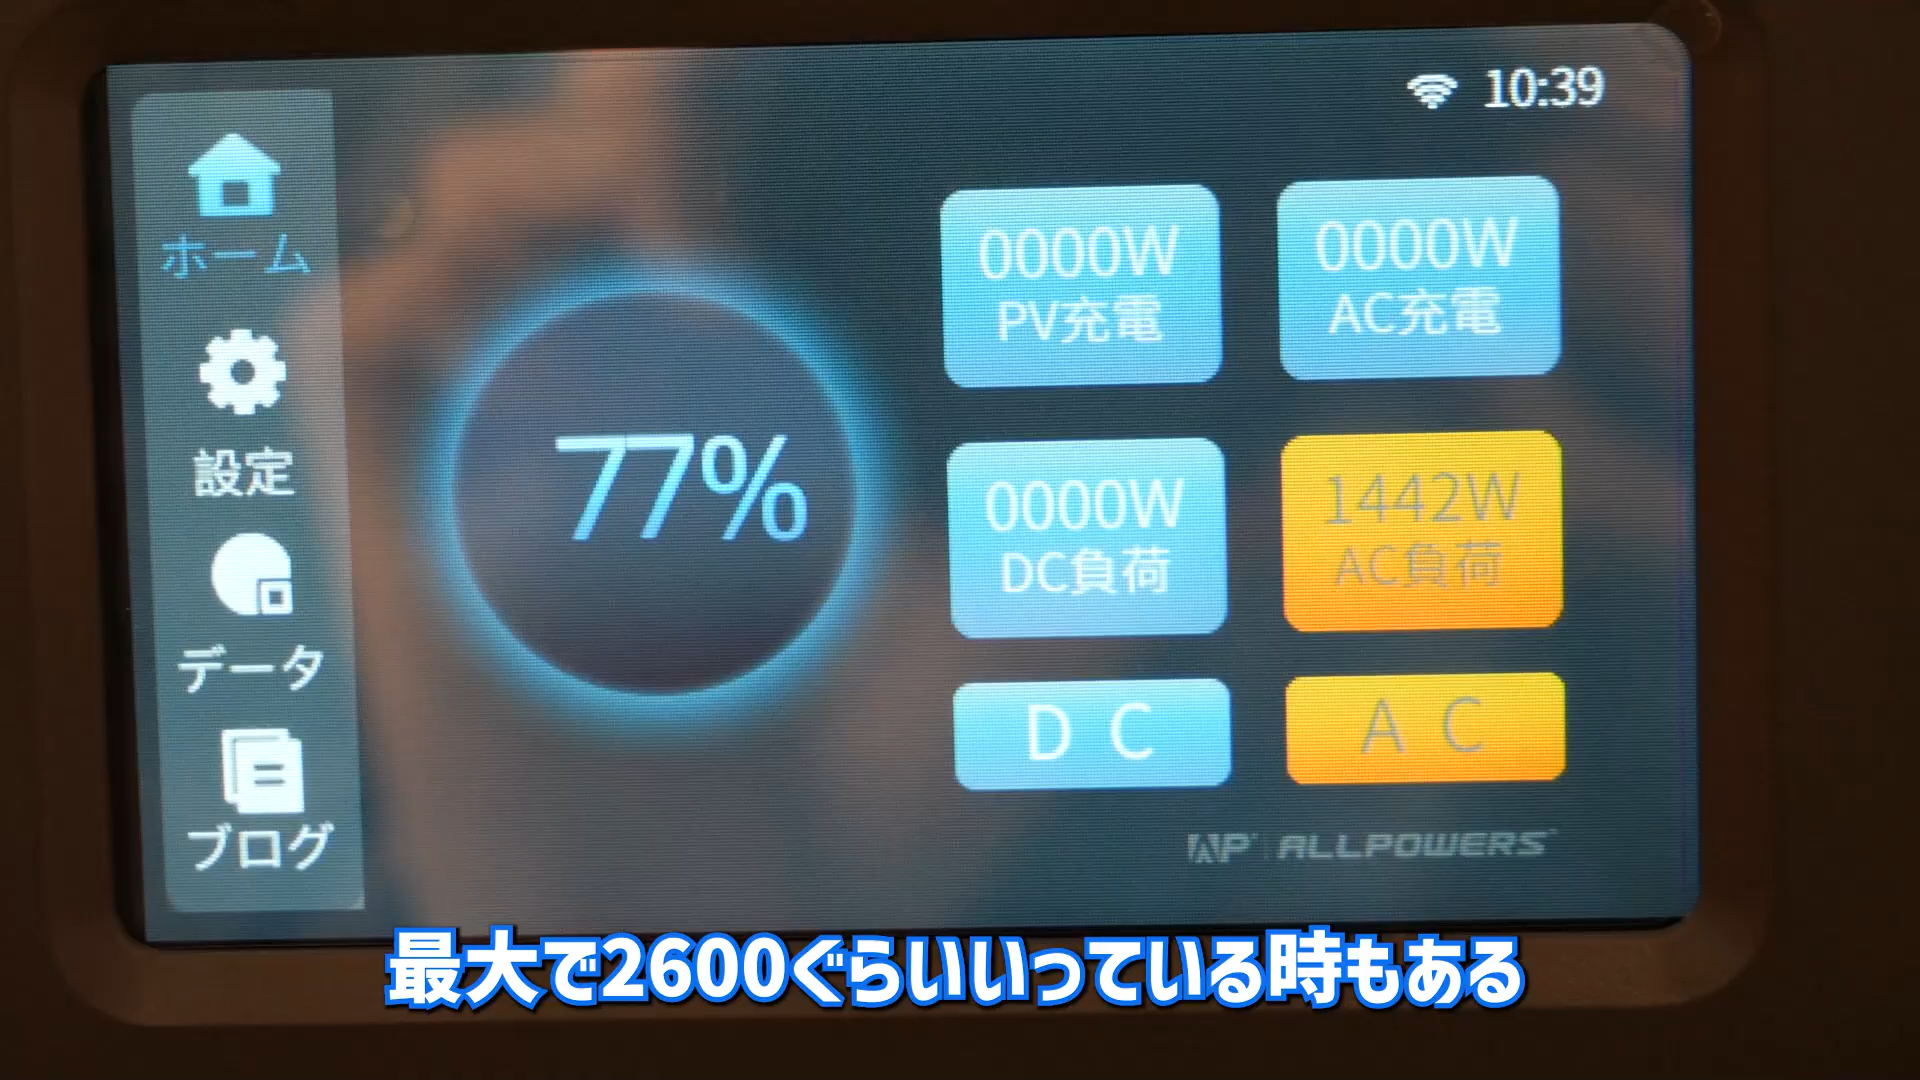 10:39
ホーム
設定
データ
ブログ
77%
0000W
PV充電
0000W
AC充電
0000W
DC負荷
1442W
AC負荷
DC
AC
AP ALLPOWERS
最大で2600ぐらいいっている時もある